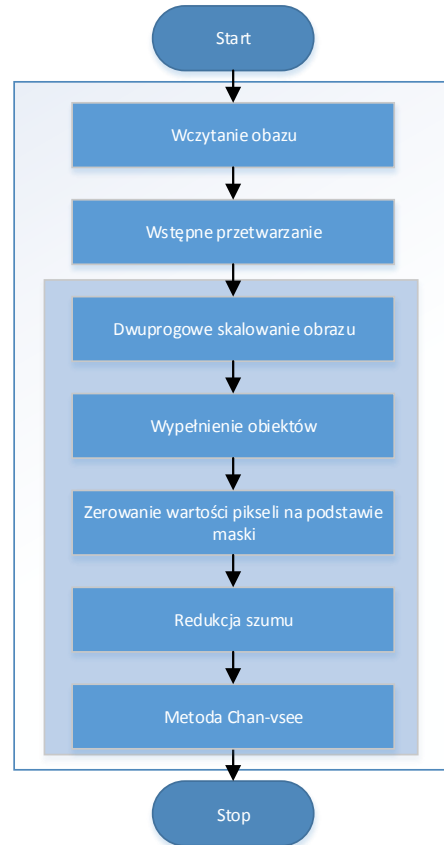 Start
Wczytanie obazu
Wstępne przetwarzanie
Dwuprogowe skalowanie obrazu
Wypełnienie obiektów
Zerowanie wartości pikseli na podstawie
maski
Redukcja szumu
Metoda Chan-vsee
Stop